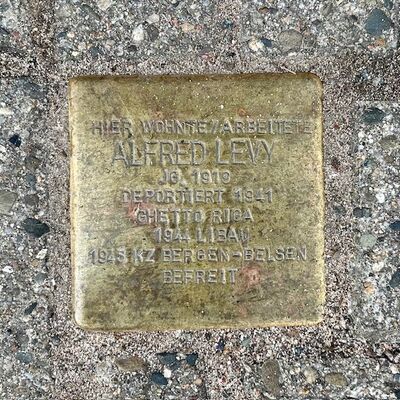 HIER WOHNTE/ARBEITETE
ALFRED LEVY
JG. 1910
DEPORTIERT 1941
GHETTO RIGA
1944 LIBAU
1945 KZ BERGEN-BELSEN
BEFREIT